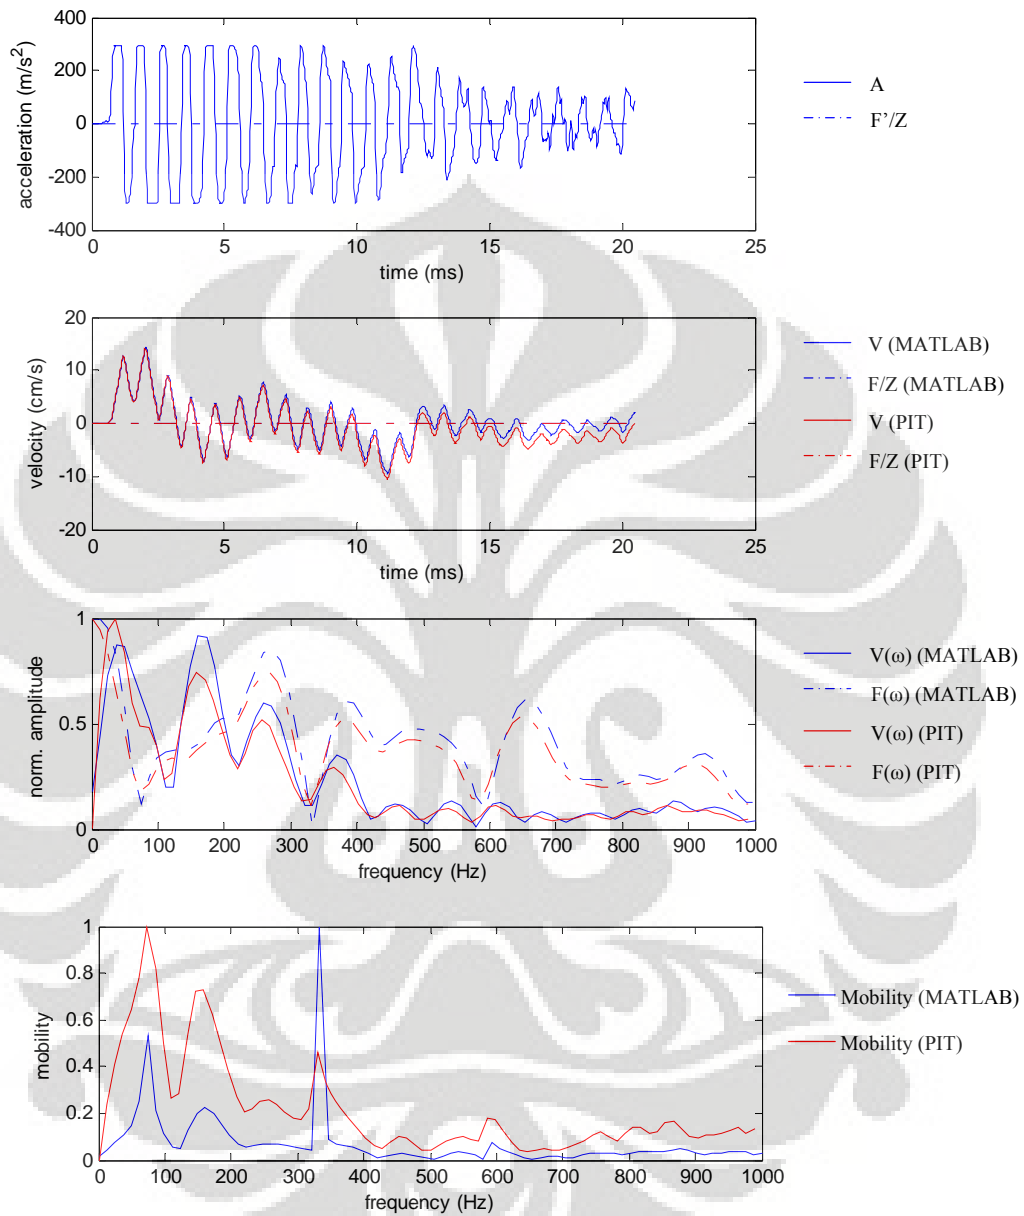 400
200
0
-200
-400
0
5
10
15
20
25
acceleration (m/s²)
time (ms)
A
F'/Z
20
10
0
-10
-20
0
5
10
15
20
25
velocity (cm/s)
time (ms)
V (MATLAB)
F/Z (MATLAB)
V (PIT)
F/Z (PIT)
1
0.5
0
0
100
200
300
400
500
600
700
800
900
1000
norm. amplitude
frequency (Hz)
V(ω) (MATLAB)
F(ω) (MATLAB)
V(ω) (PIT)
F(ω) (PIT)
1
0.8
0.6
0.4
0.2
0
0
100
200
300
400
500
600
700
800
900
1000
mobility
frequency (Hz)
Mobility (MATLAB)
Mobility (PIT)